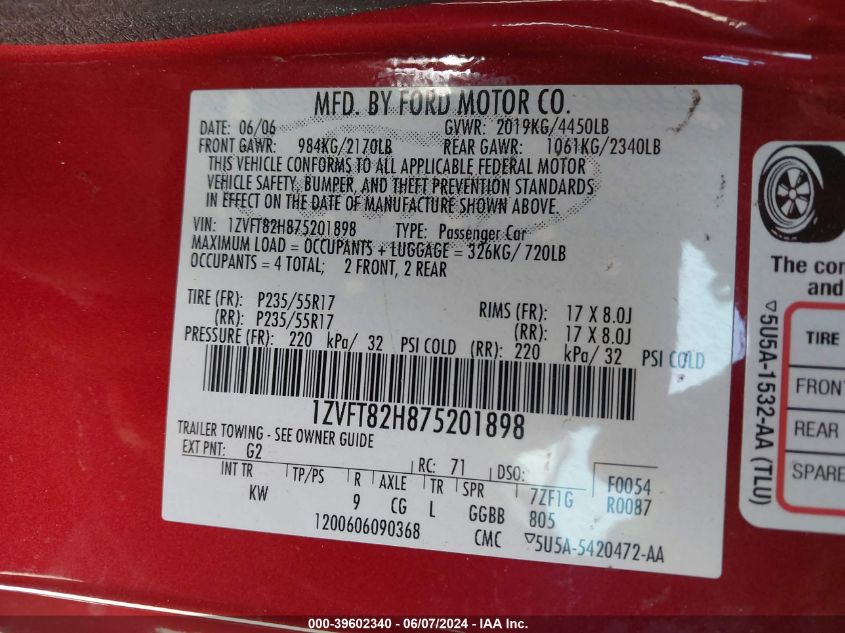 MFD. BY FORD MOTOR CO.
DATE: 06/06 GVWR: 2019KG/4450LB
FRONT GAWR: 984KG/2170LB REAR GAWR: 1061KG/2340LB
THIS VEHICLE CONFORMS TO ALL APPLICABLE FEDERAL MOTOR
VEHICLE SAFETY, BUMPER, AND THEFT PREVENTION STANDARDS
IN EFFECT ON THE DATE OF MANUFACTURE SHOWN ABOVE.
VIN: 1ZVFT82H875201898 TYPE: Passenger Car
MAXIMUM LOAD = OCCUPANTS + LUGGAGE = 326KG/ 720LB
OCCUPANTS = 4 TOTAL; 2 FRONT, 2 REAR
TIRE (FR): P235/55R17 RIMS (FR): 17 X 8.0J
(RR): P235/55R17 (RR): 17 X 8.0J
PRESSURE (FR): 220 kPa/ 32 PSI COLD (RR): 220 kPa/ 32 PSI COLD
1ZVFT82H875201898
TRAILER TOWING - SEE OWNER GUIDE
EXT PNT: G2 RC: 71 DSO: F0054
INT TR TP/PS R AXLE TR SPR 7ZF1G R0087
KW 9 CG L GGBB 805
1200606090368 CMC ▽5U5A-5420472-AA
The con
and
▽5U5A-1532-AA (TLU)
TIRE
FRONT
REAR
SPARE
000-39602340 - 06/07/2024 - IAA Inc.